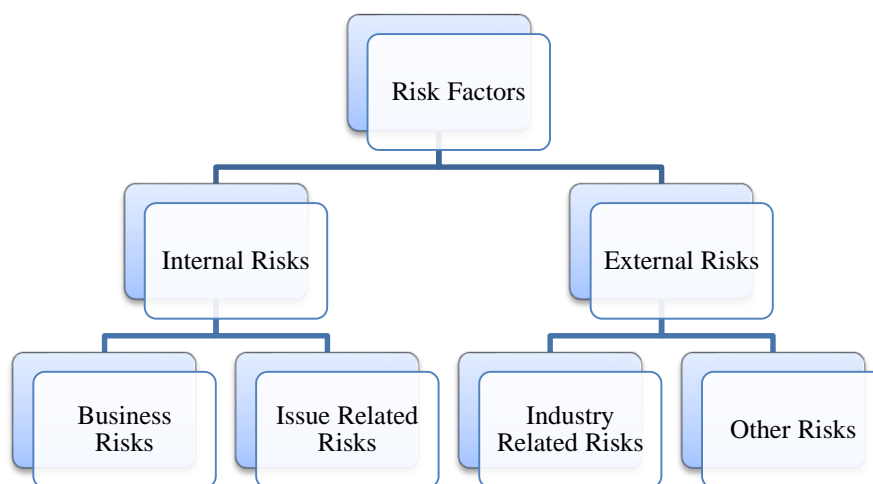 Risk Factors
Internal Risks
External Risks
Business
Risks
Issue Related
Risks
Industry
Related Risks
Other Risks